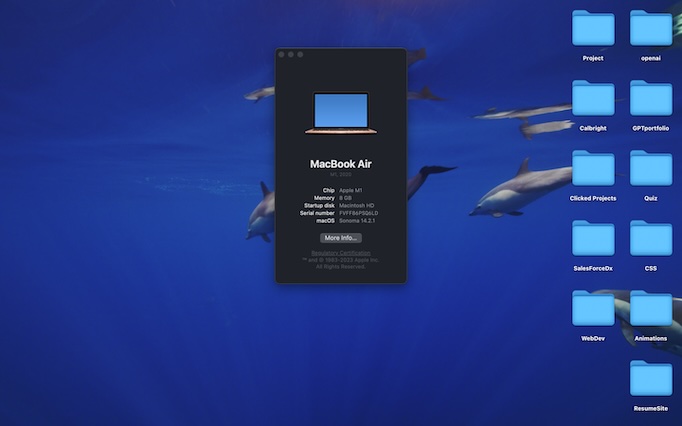 MacBook Air
M1, 2020
Chip Apple M1
Memory 8 GB
Startup disk Macintosh HD
Serial number FVFF86PSQ6LD
macOS Sonoma 14.2.1
More Info...
Regulatory Certification
™ and © 1983-2023 Apple Inc.
All Rights Reserved.
Project
openai
Calbright
GPTportfolio
Clicked Projects
Quiz
SalesForceDx
CSS
WebDev
Animations
ResumeSite